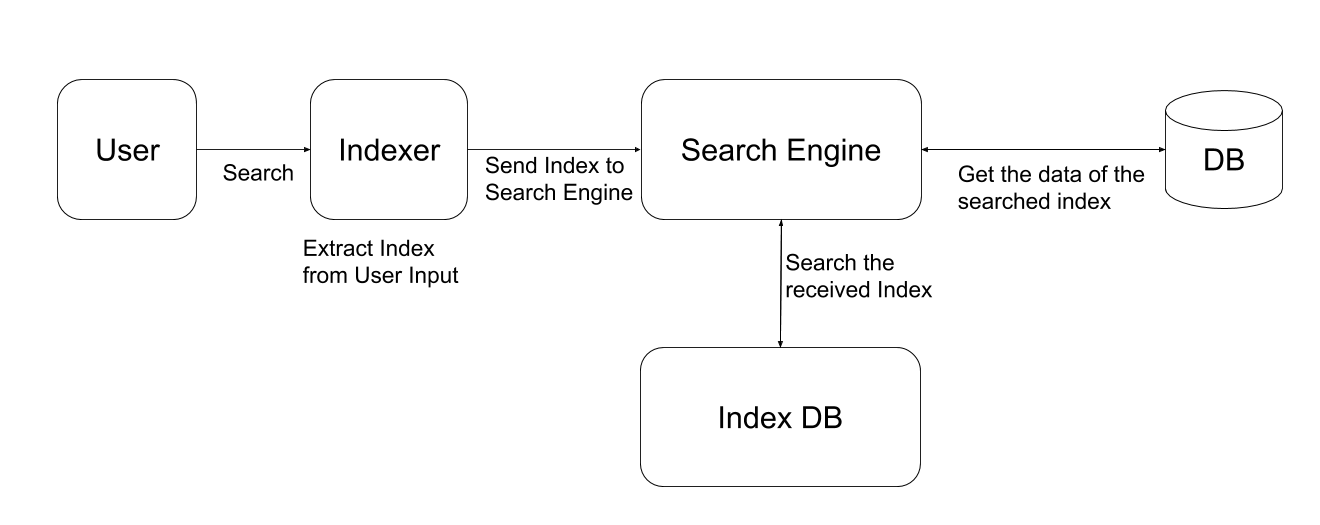 User
Search
Indexer
Extract Index
from User Input
Send Index to
Search Engine
Search Engine
Get the data of the
searched index
DB
Search the
received Index
Index DB